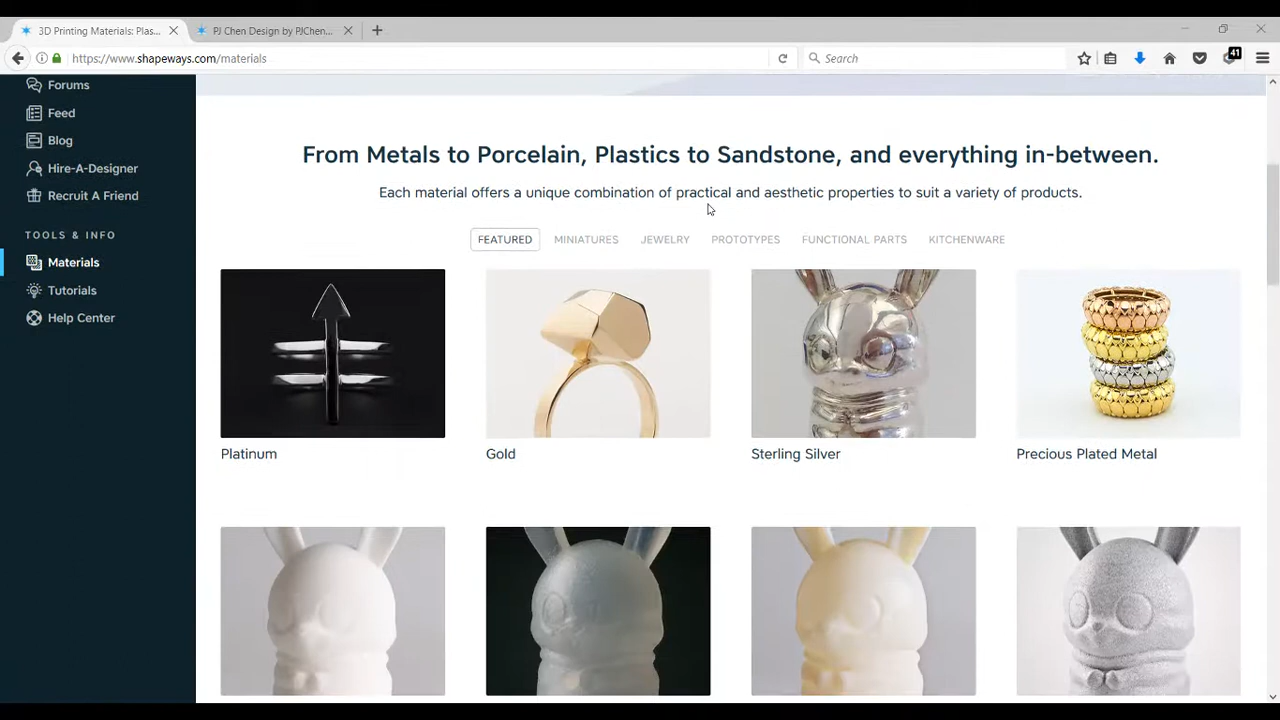 3D Printing Materials: Plas...
PJ Chen Design by PJChen...
https://www.shapeways.com/materials
Search
41
Forums
Feed
Blog
Hire-A-Designer
Recruit A Friend
TOOLS & INFO
Materials
Tutorials
Help Center
From Metals to Porcelain, Plastics to Sandstone, and everything in-between.
Each material offers a unique combination of practical and aesthetic properties to suit a variety of products.
FEATURED MINIATURES JEWELRY PROTOTYPES FUNCTIONAL PARTS KITCHENWARE
Platinum Gold Sterling Silver Precious Plated Metal